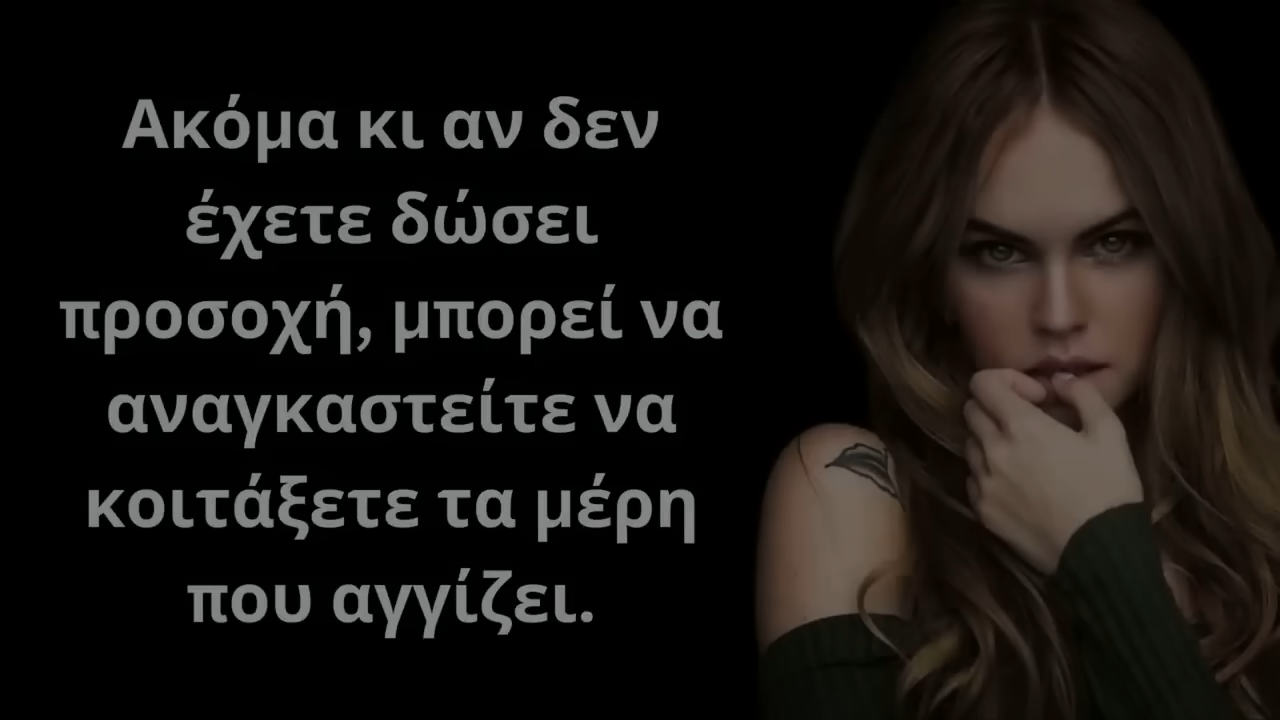 Ακόμα κι αν δεν
έχετε δώσει
προσοχή, μπορεί να
αναγκαστείτε να
κοιτάξετε τα μέρη
που αγγίζει.